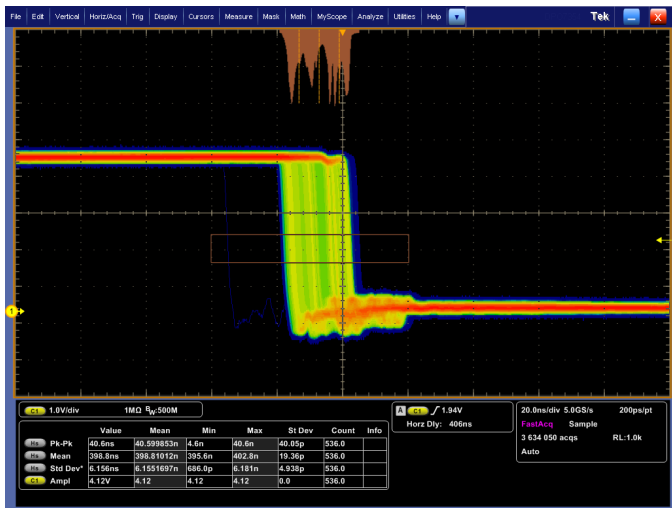 File Edit Vertical Horiz/Acq Trig Display Cursors Measure Mask Math MyScope Analyze Utilities Help Tek X
1
C1 1.0V/div 1MΩ BW:500M
A C1 1.94V
Horz Dly: 406ns
20.0ns/div 5.0GS/s 200ps/pt
FastAcq Sample
3 634 050 acqs RL:1.0k
Auto
Value Mean Min Max St Dev Count Info
Hs Pk-Pk 40.6ns 40.599853n 4.6n 40.6n 40.05p 536.0
Hs Mean 398.8ns 398.81012n 395.6n 402.8n 19.36p 536.0
Hs Std Dev* 6.156ns 6.1551697n 686.0p 6.181n 4.938p 536.0
C1 Ampl 4.12V 4.12 4.12 4.12 0.0 536.0